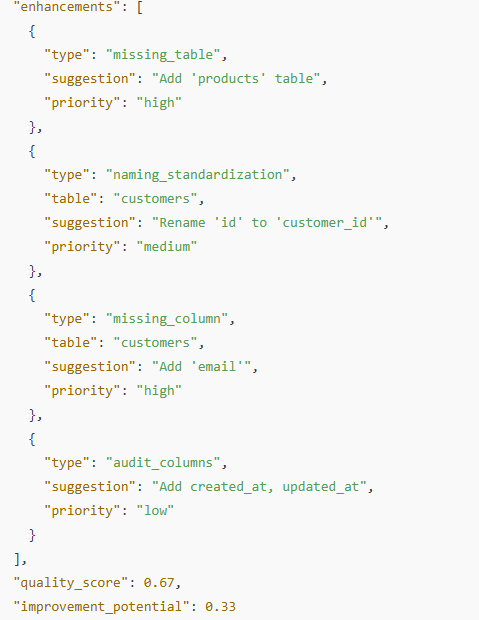 "enhancements": [
{
"type": "missing_table",
"suggestion": "Add 'products' table",
"priority": "high"
},
{
"type": "naming_standardization",
"table": "customers",
"suggestion": "Rename 'id' to 'customer_id'",
"priority": "medium"
},
{
"type": "missing_column",
"table": "customers",
"suggestion": "Add 'email'",
"priority": "high"
},
{
"type": "audit_columns",
"suggestion": "Add created_at, updated_at",
"priority": "low"
}
],
"quality_score": 0.67,
"improvement_potential": 0.33